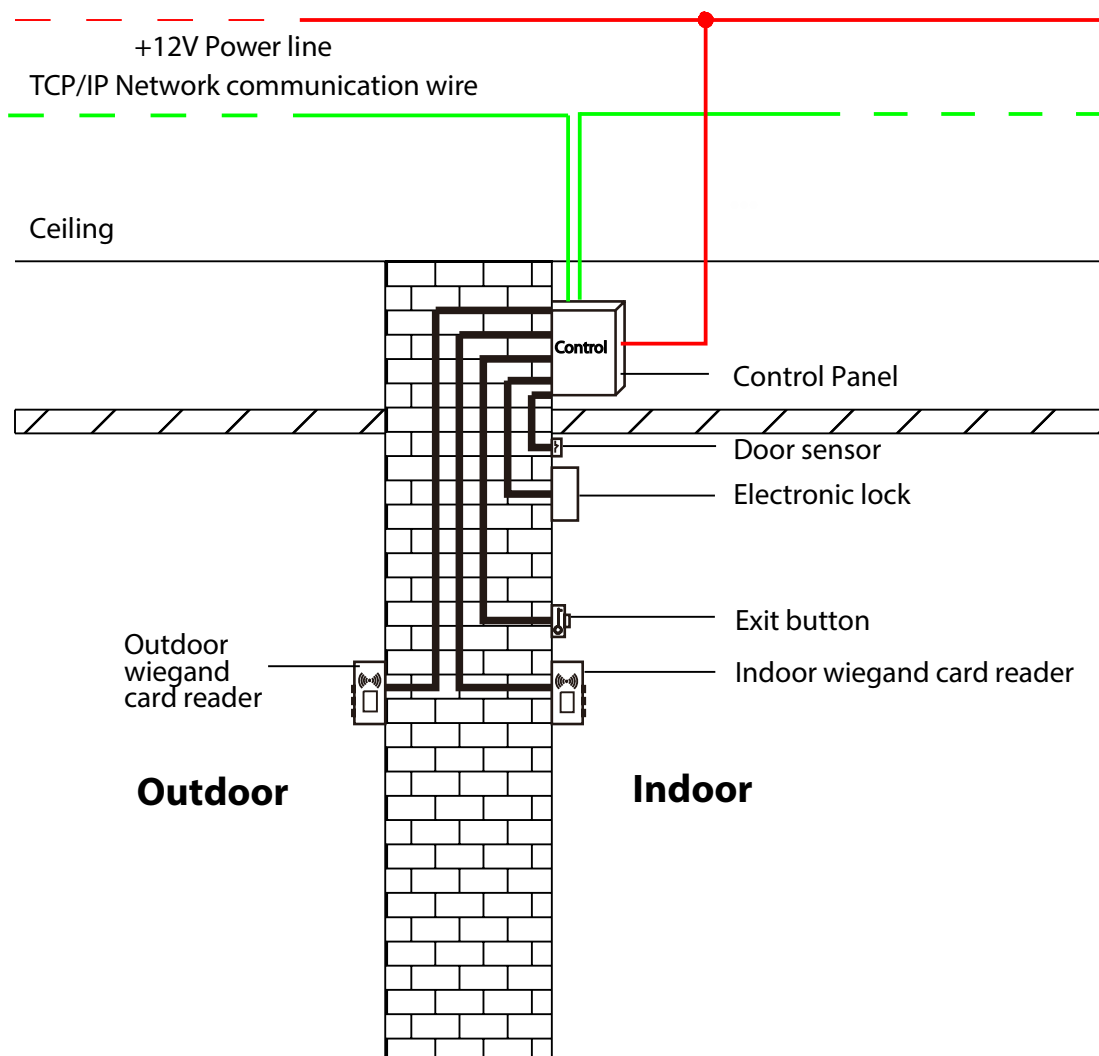 +12V Power line
TCP/IP Network communication wire
Ceiling
Control
Control Panel
Door sensor
Electronic lock
Exit button
Outdoor
wiegand
card reader
Indoor wiegand card reader
Outdoor
Indoor